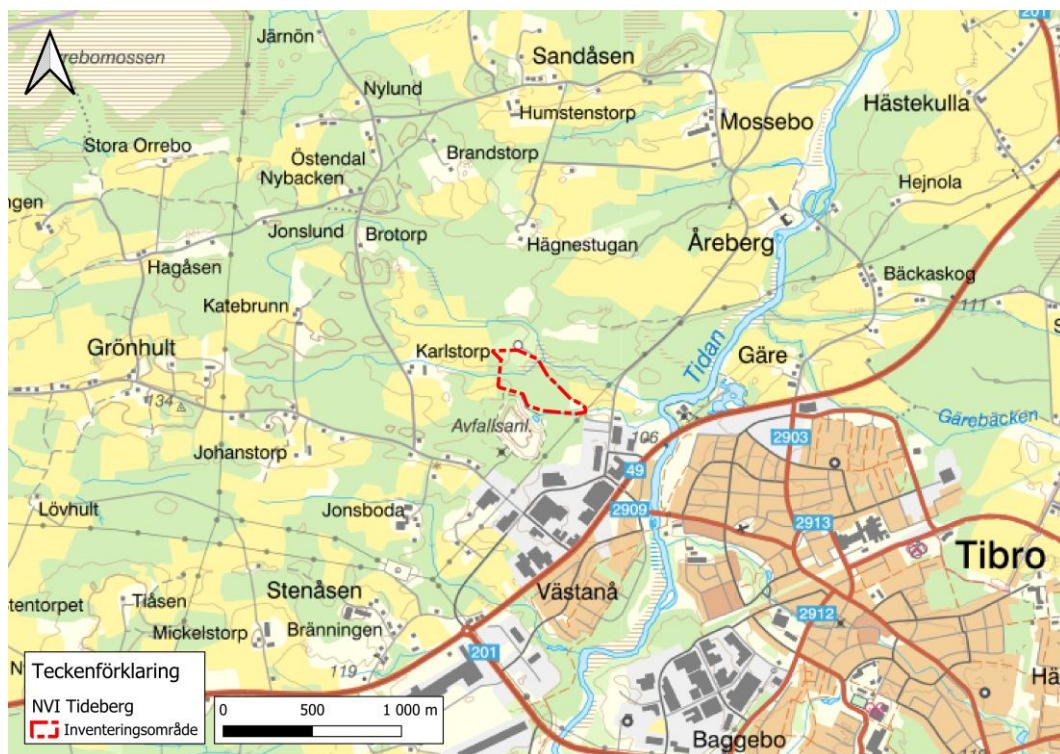 201
Järnön
rebomossen
Sandåsen
Nylund
Humstenstorp
Hästekulla
Mossebo
Stora Orrebo
Östendal
Brandstorp
Nybacken
Hejnola
ngen
Jonslund
Brotorp
Hägnestugan
Åreberg
Hagåsen
Bäckaskog
Katebrunn
111
S
Tidan
Grönhult
Karlstorp
Gäre
134
Avfallsanl.
106
Gärebäcken
2903
Johanstorp
49
Lövhult
Jonsboda
2909
2913
Tibro
Stenåsen
Västanå
stentorpet
Tiåsen
2912
Mickelstorp
Bränningen
201
119
N
Hä
Baggebo
Teckenförklaring
NVI Tideberg
Inventeringsområde
0 500 1 000 m